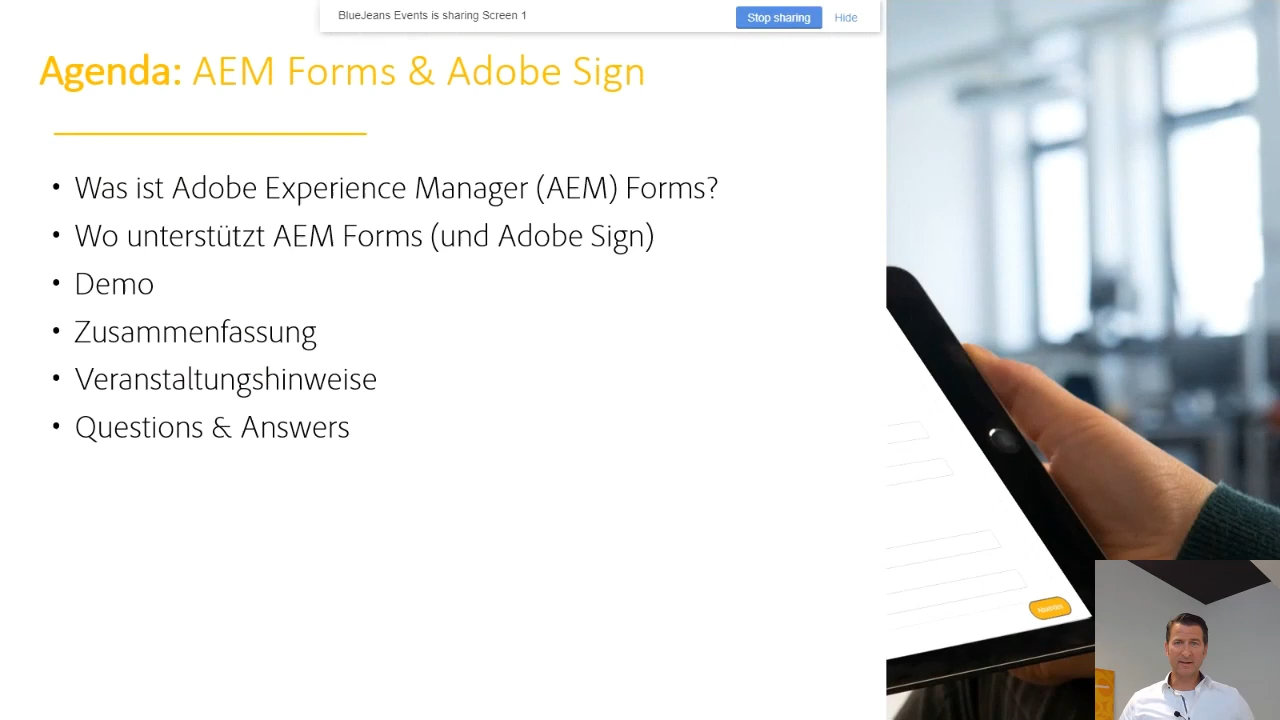 BlueJeans Events is sharing Screen 1
Stop sharing
Hide
Agenda: AEM Forms & Adobe Sign
• Was ist Adobe Experience Manager (AEM) Forms?
• Wo unterstützt AEM Forms (und Adobe Sign)
• Demo
• Zusammenfassung
• Veranstaltungshinweise
• Questions & Answers